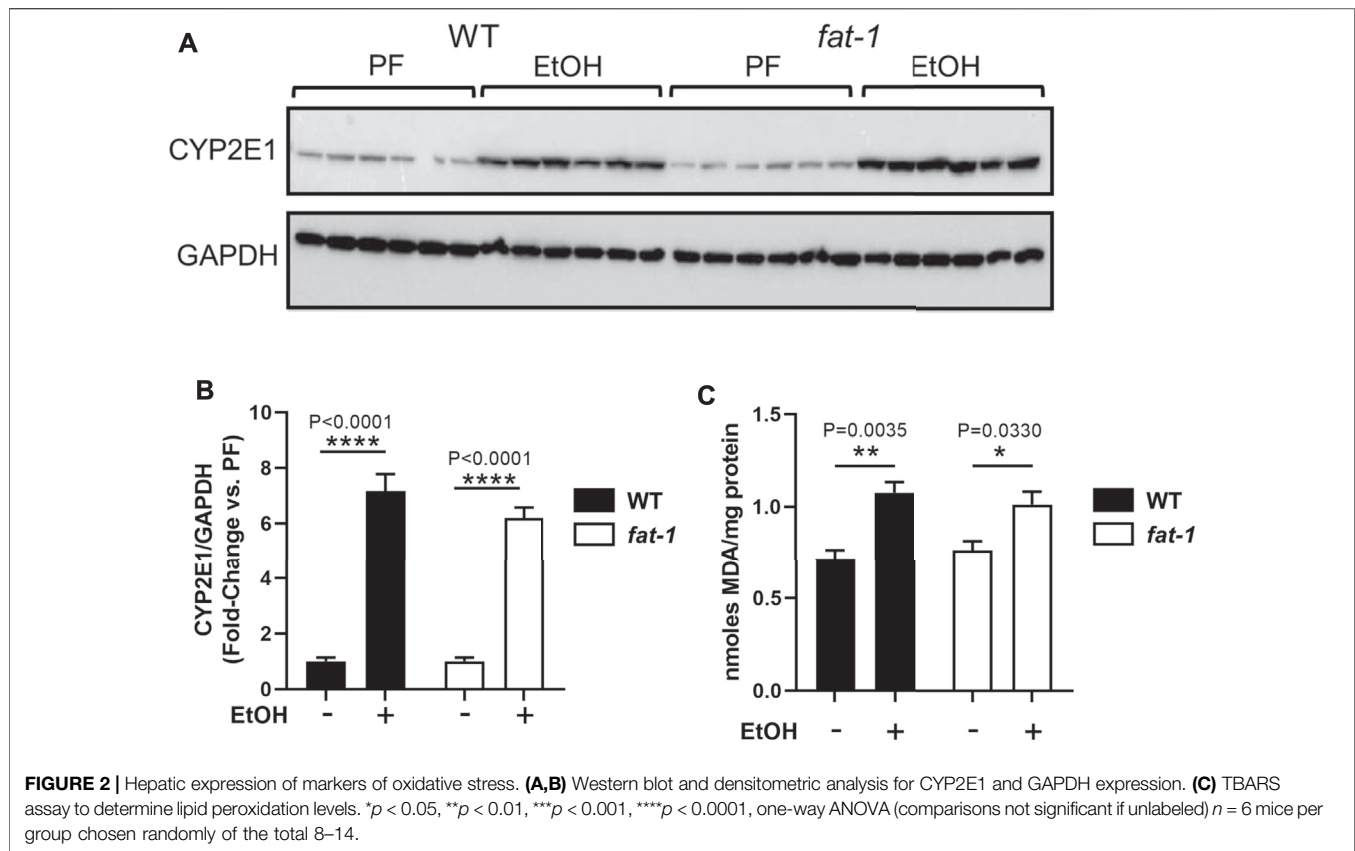 A
WT fat-1
PF EtOH PF EtOH
CYP2E1
GAPDH
B
CYP2E1/GAPDH
(Fold-Change vs. PF)
10
8
6
4
2
0
P<0.0001
****
P<0.0001
****
EtOH - + - +
WT
fat-1
C
nmoles MDA/mg protein
1.5
1.0
0.5
0.0
P=0.0035
**
P=0.0330
*
EtOH - + - +
WT
fat-1
FIGURE 2 | Hepatic expression of markers of oxidative stress. (A,B) Western blot and densitometric analysis for CYP2E1 and GAPDH expression. (C) TBARS
assay to determine lipid peroxidation levels. *p < 0.05, **p < 0.01, ***p < 0.001, ****p < 0.0001, one-way ANOVA (comparisons not significant if unlabeled) n = 6 mice per
group chosen randomly of the total 8–14.